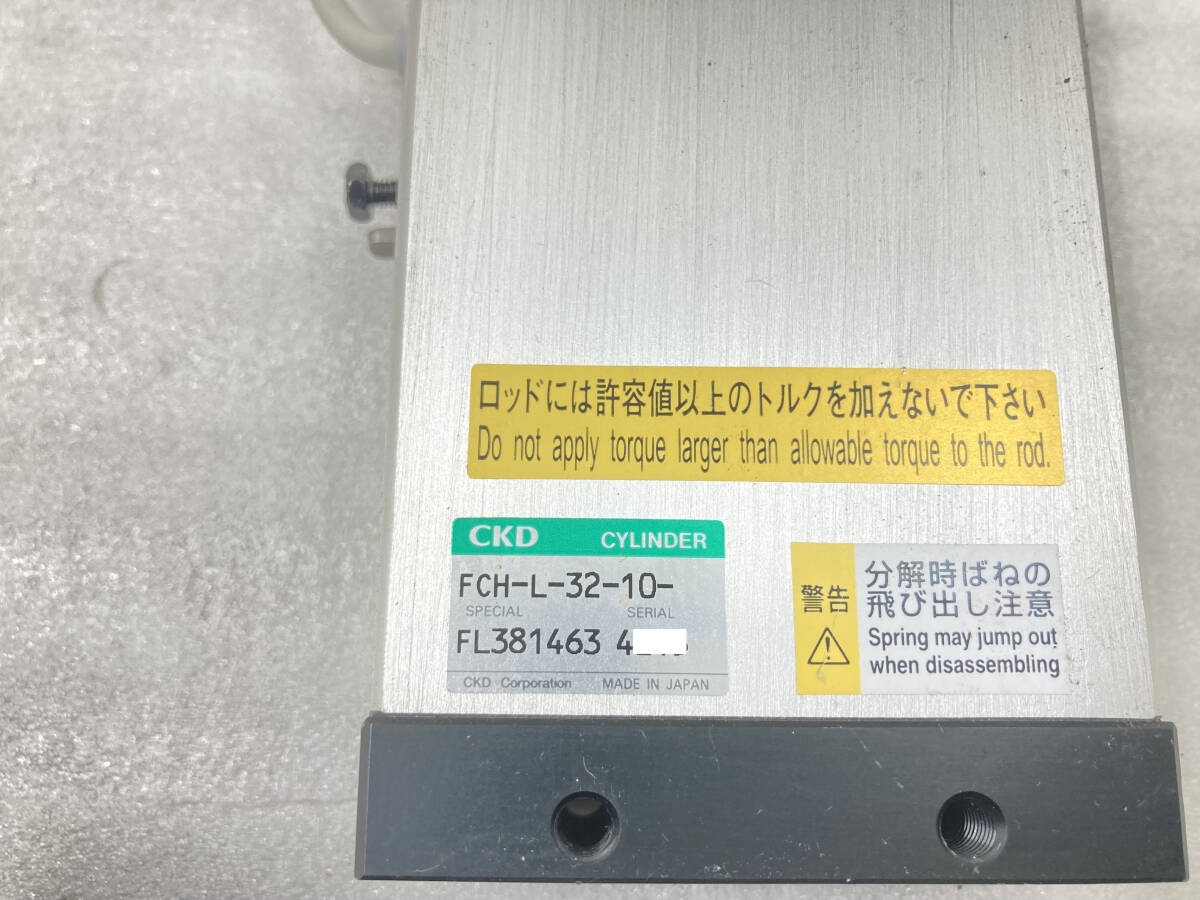 ロッドには許容値以上のトルクを加えないで下さい
Do not apply torque larger than allowable torque to the rod.
CKD CYLINDER
FCH-L-32-10-
SPECIAL SERIAL
FL381463
CKD Corporation MADE IN JAPAN
警告
分解時ばねの
飛び出し注意
Spring may jump out
when disassembling